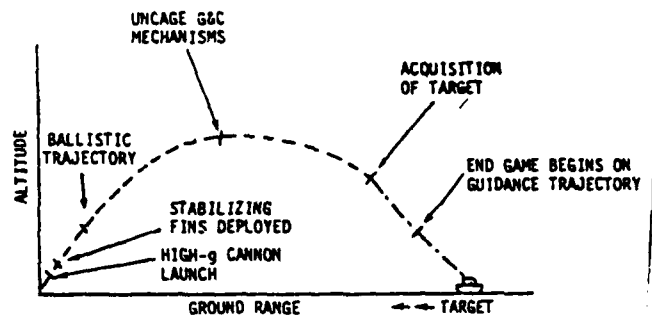 UNCAGE G&C
MECHANISMS
ACQUISITION
OF TARGET
BALLISTIC
TRAJECTORY
END GAME BEGINS ON
GUIDANCE TRAJECTORY
STABILIZING
FINS DEPLOYED
HIGH-g CANNON
LAUNCH
ALTITUDE
GROUND RANGE
TARGET